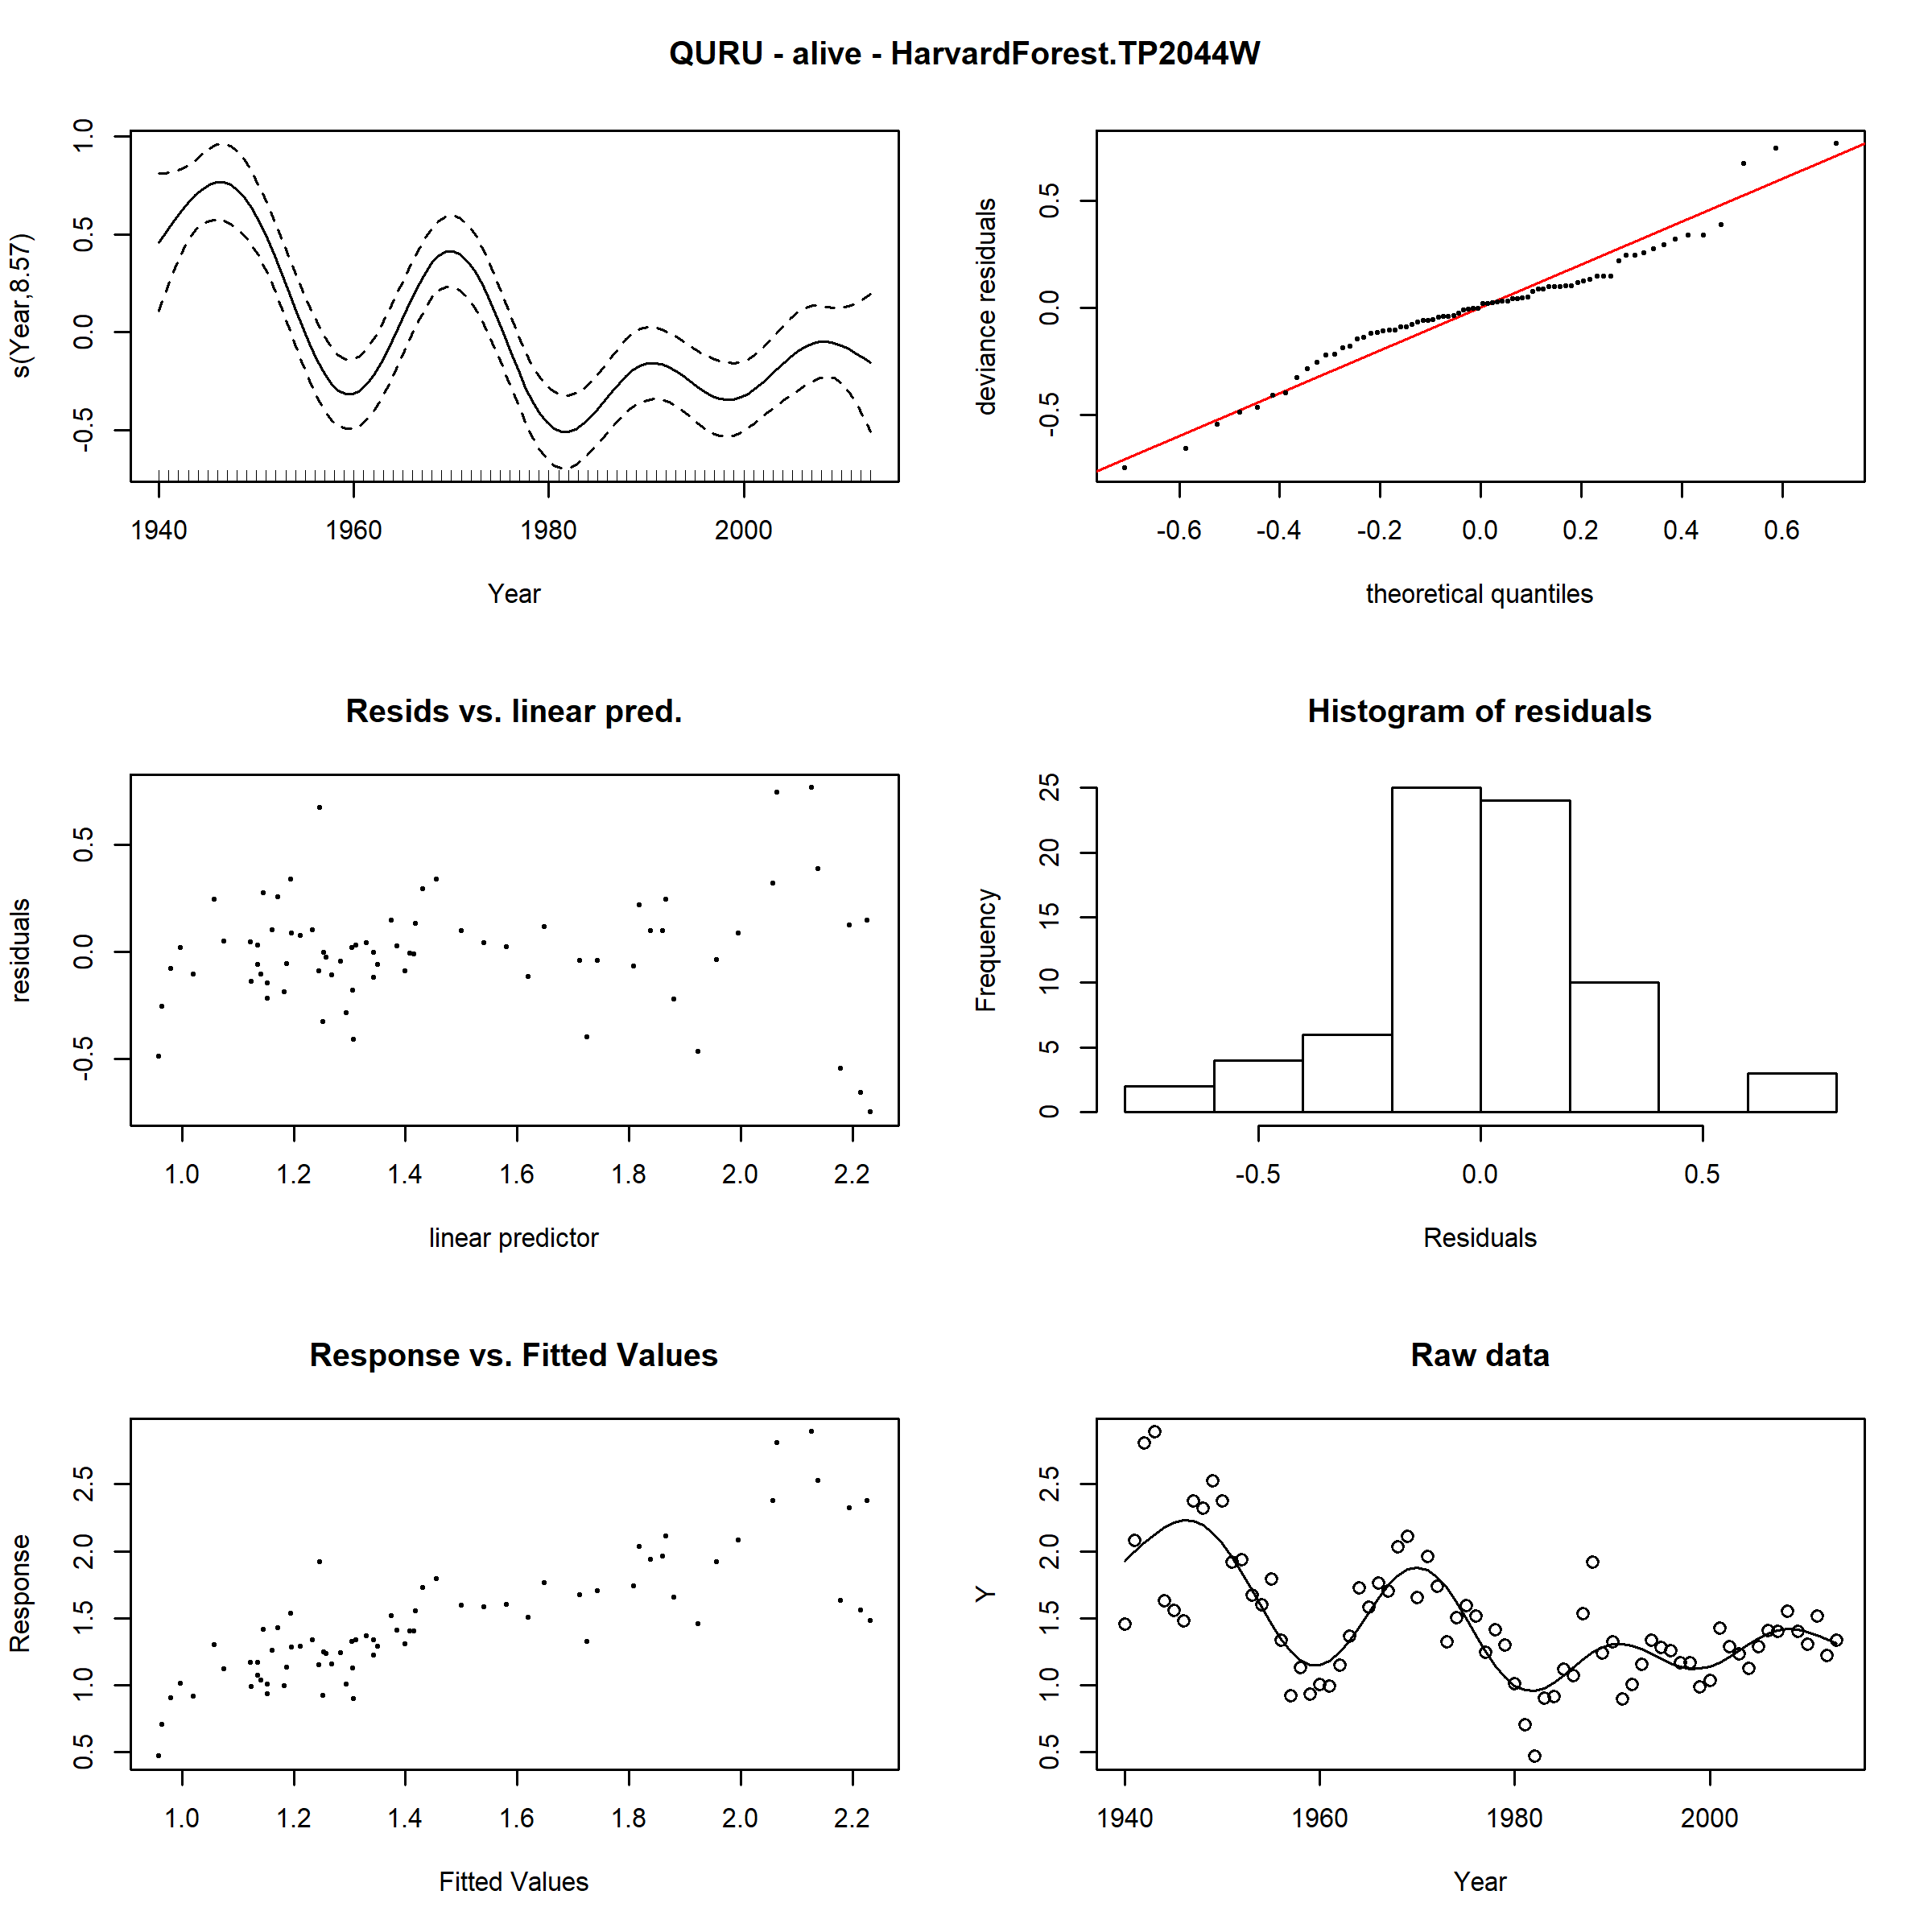 QURU - alive - HarvardForest.TP2044W
s(Year,8.57)
-0.5 0.0 0.5 1.0
1940 1960 1980 2000
Year
deviance residuals
-0.5 0.0 0.5
-0.6 -0.4 -0.2 0.0 0.2 0.4 0.6
theoretical quantiles
Resids vs. linear pred.
residuals
-0.5 0.0 0.5
1.0 1.2 1.4 1.6 1.8 2.0 2.2
linear predictor
Histogram of residuals
Frequency
0 5 10 15 20 25
-0.5 0.0 0.5
Residuals
Response vs. Fitted Values
Response
0.5 1.0 1.5 2.0 2.5
1.0 1.2 1.4 1.6 1.8 2.0 2.2
Fitted Values
Raw data
Y
0.5 1.0 1.5 2.0 2.5
1940 1960 1980 2000
Year